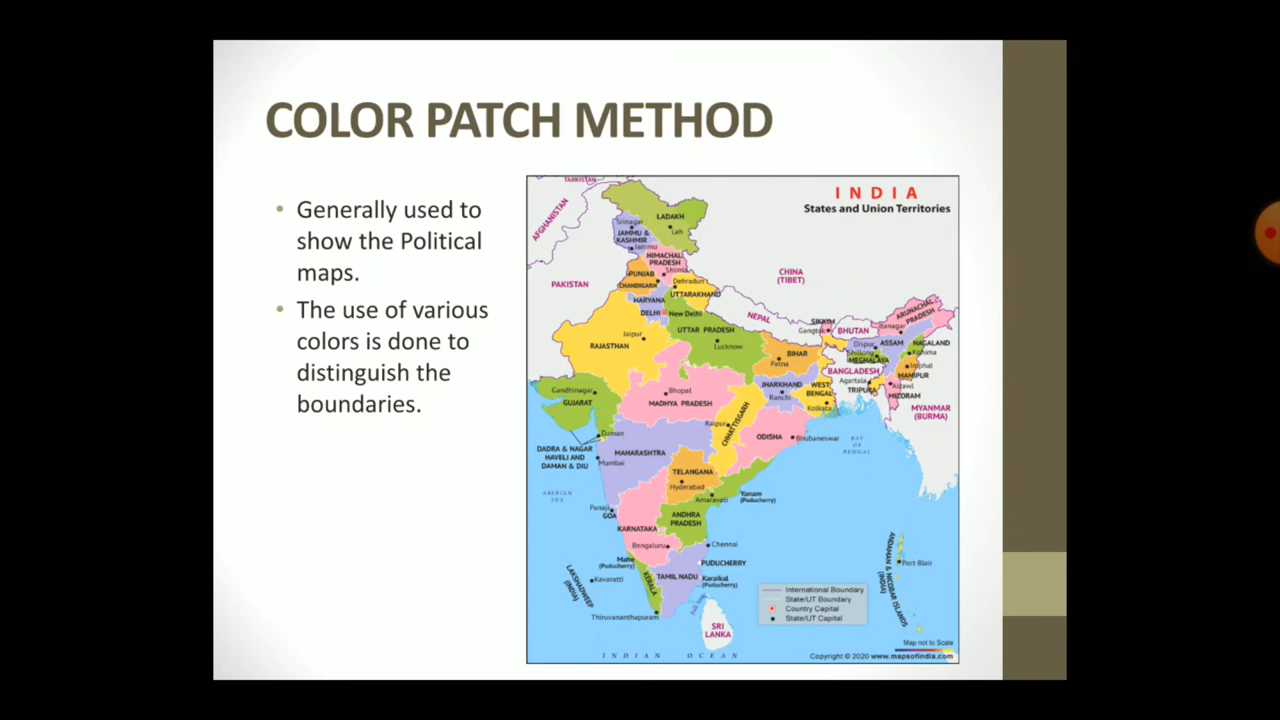 COLOR PATCH METHOD
• Generally used to
show the Political
maps.
• The use of various
colors is done to
distinguish the
boundaries.
INDIA
States and Union Territories
AFGHANISTAN
LADAKH
Srinagar
Leh
JAMMU &
KASHMIR
Jammu
HIMACHAL
PRADESH
Shimla
PUNJAB
CHANDIGARH
Dehradun
UTTARAKHAND
PAKISTAN
CHINA
(TIBET)
HARYANA
DELHI
New Delhi
NEPAL
SIKKIM
Gangtok
BHUTAN
ARUNACHAL
PRADESH
Itanagar
Jaipur
RAJASTHAN
UTTAR PRADESH
Lucknow
BIHAR
Patna
Dispur
ASSAM
NAGALAND
Kohima
Shillong
MEGHALAYA
Imphal
MANIPUR
BANGLADESH
Agartala
TRIPURA
Aizawl
MIZORAM
MYANMAR
(BURMA)
Gandhinagar
GUJARAT
Bhopal
MADHYA PRADESH
JHARKHAND
Ranchi
WEST
BENGAL
Kolkata
Raipur
CHHATTISGARH
ODISHA
Bhubaneswar
BAY
OF
BENGAL
Daman
DADRA & NAGAR
HAVELI AND
DAMAN & DIU
MAHARASHTRA
Mumbai
TELANGANA
Hyderabad
ARABIAN
SEA
Amaravati
Yanam
(Puducherry)
Panaji
GOA
KARNATAKA
ANDHRA
PRADESH
Bengaluru
Chennai
Mahe
(Puducherry)
PUDUCHERRY
TAMIL NADU
Karaikal
(Puducherry)
KERALA
LAKSHADWEEP
(INDIA)
Kavaratti
Thiruvananthapuram
SRI
LANKA
ANDAMAN & NICOBAR ISLANDS
(INDIA)
Port Blair
International Boundary
State/UT Boundary
Country Capital
State/UT Capital
INDIAN OCEAN
Map not to Scale
Copyright © 2020 www.mapsofindia.com